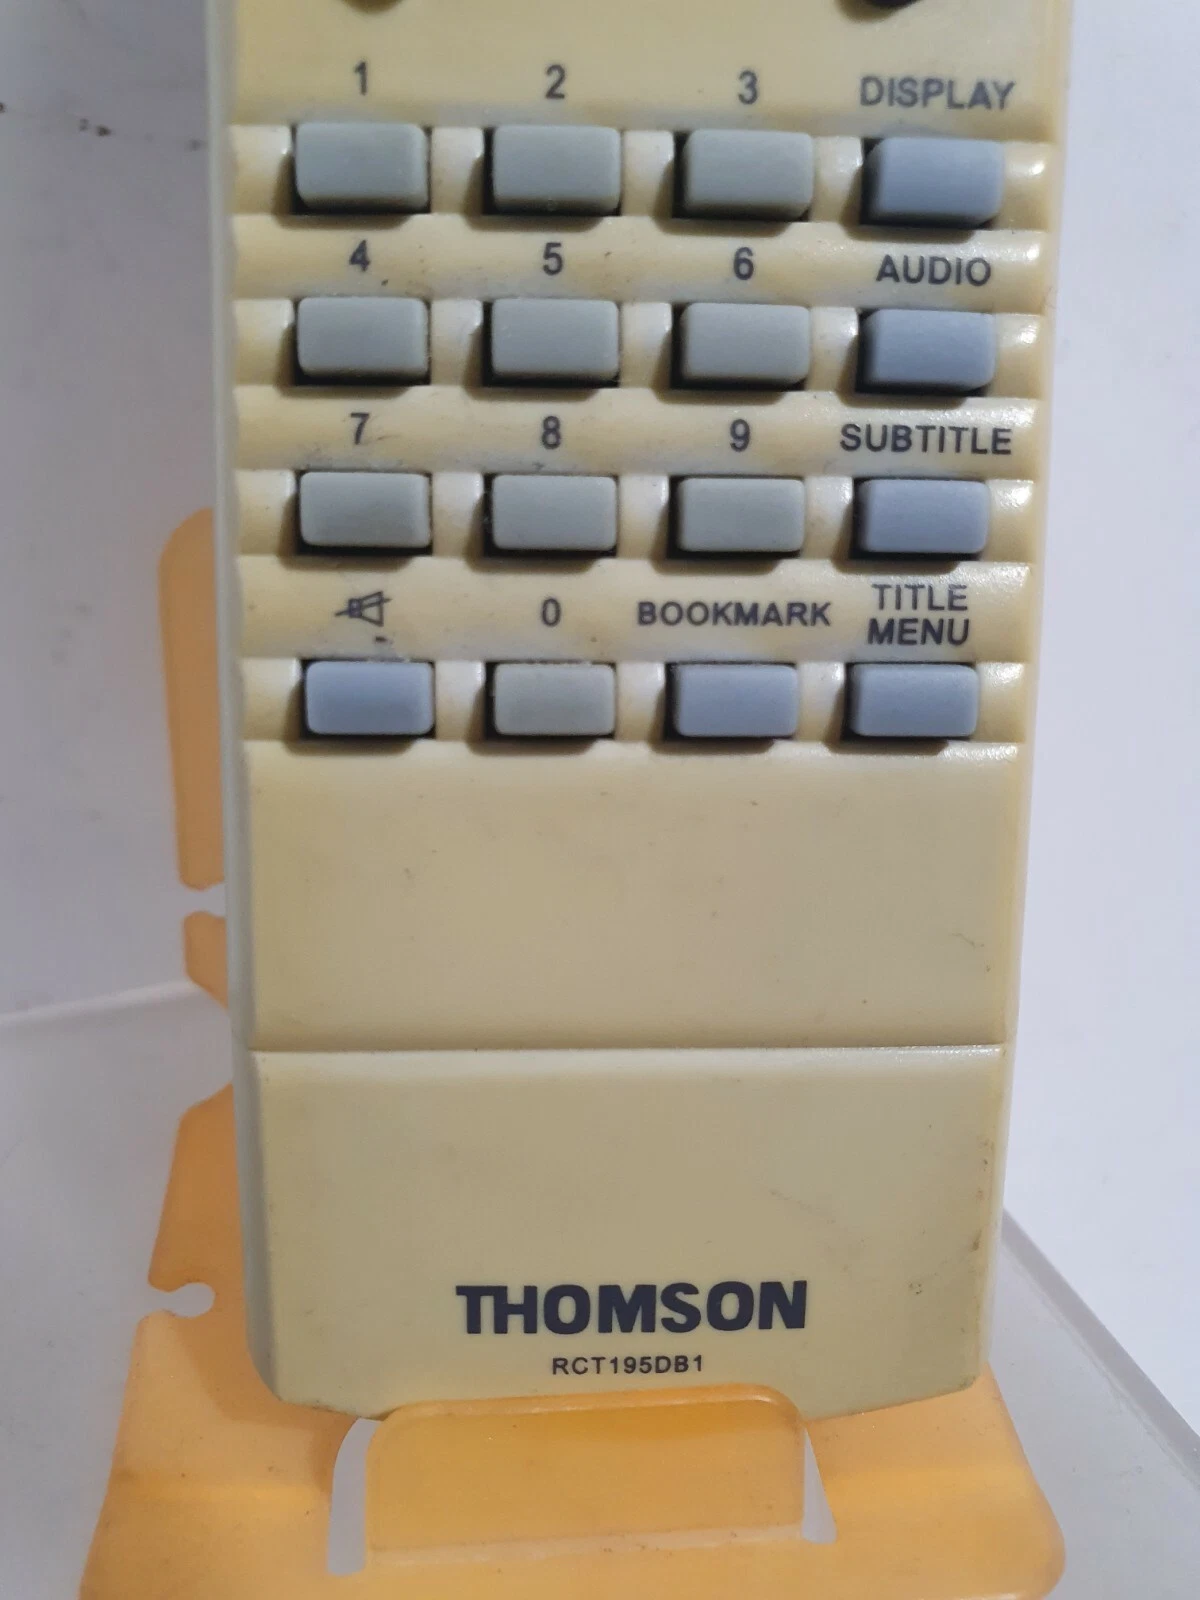 1 2 3 DISPLAY
4 5 6 AUDIO
7 8 9 SUBTITLE
0 BOOKMARK TITLE
MENU
THOMSON
RCT195DB1